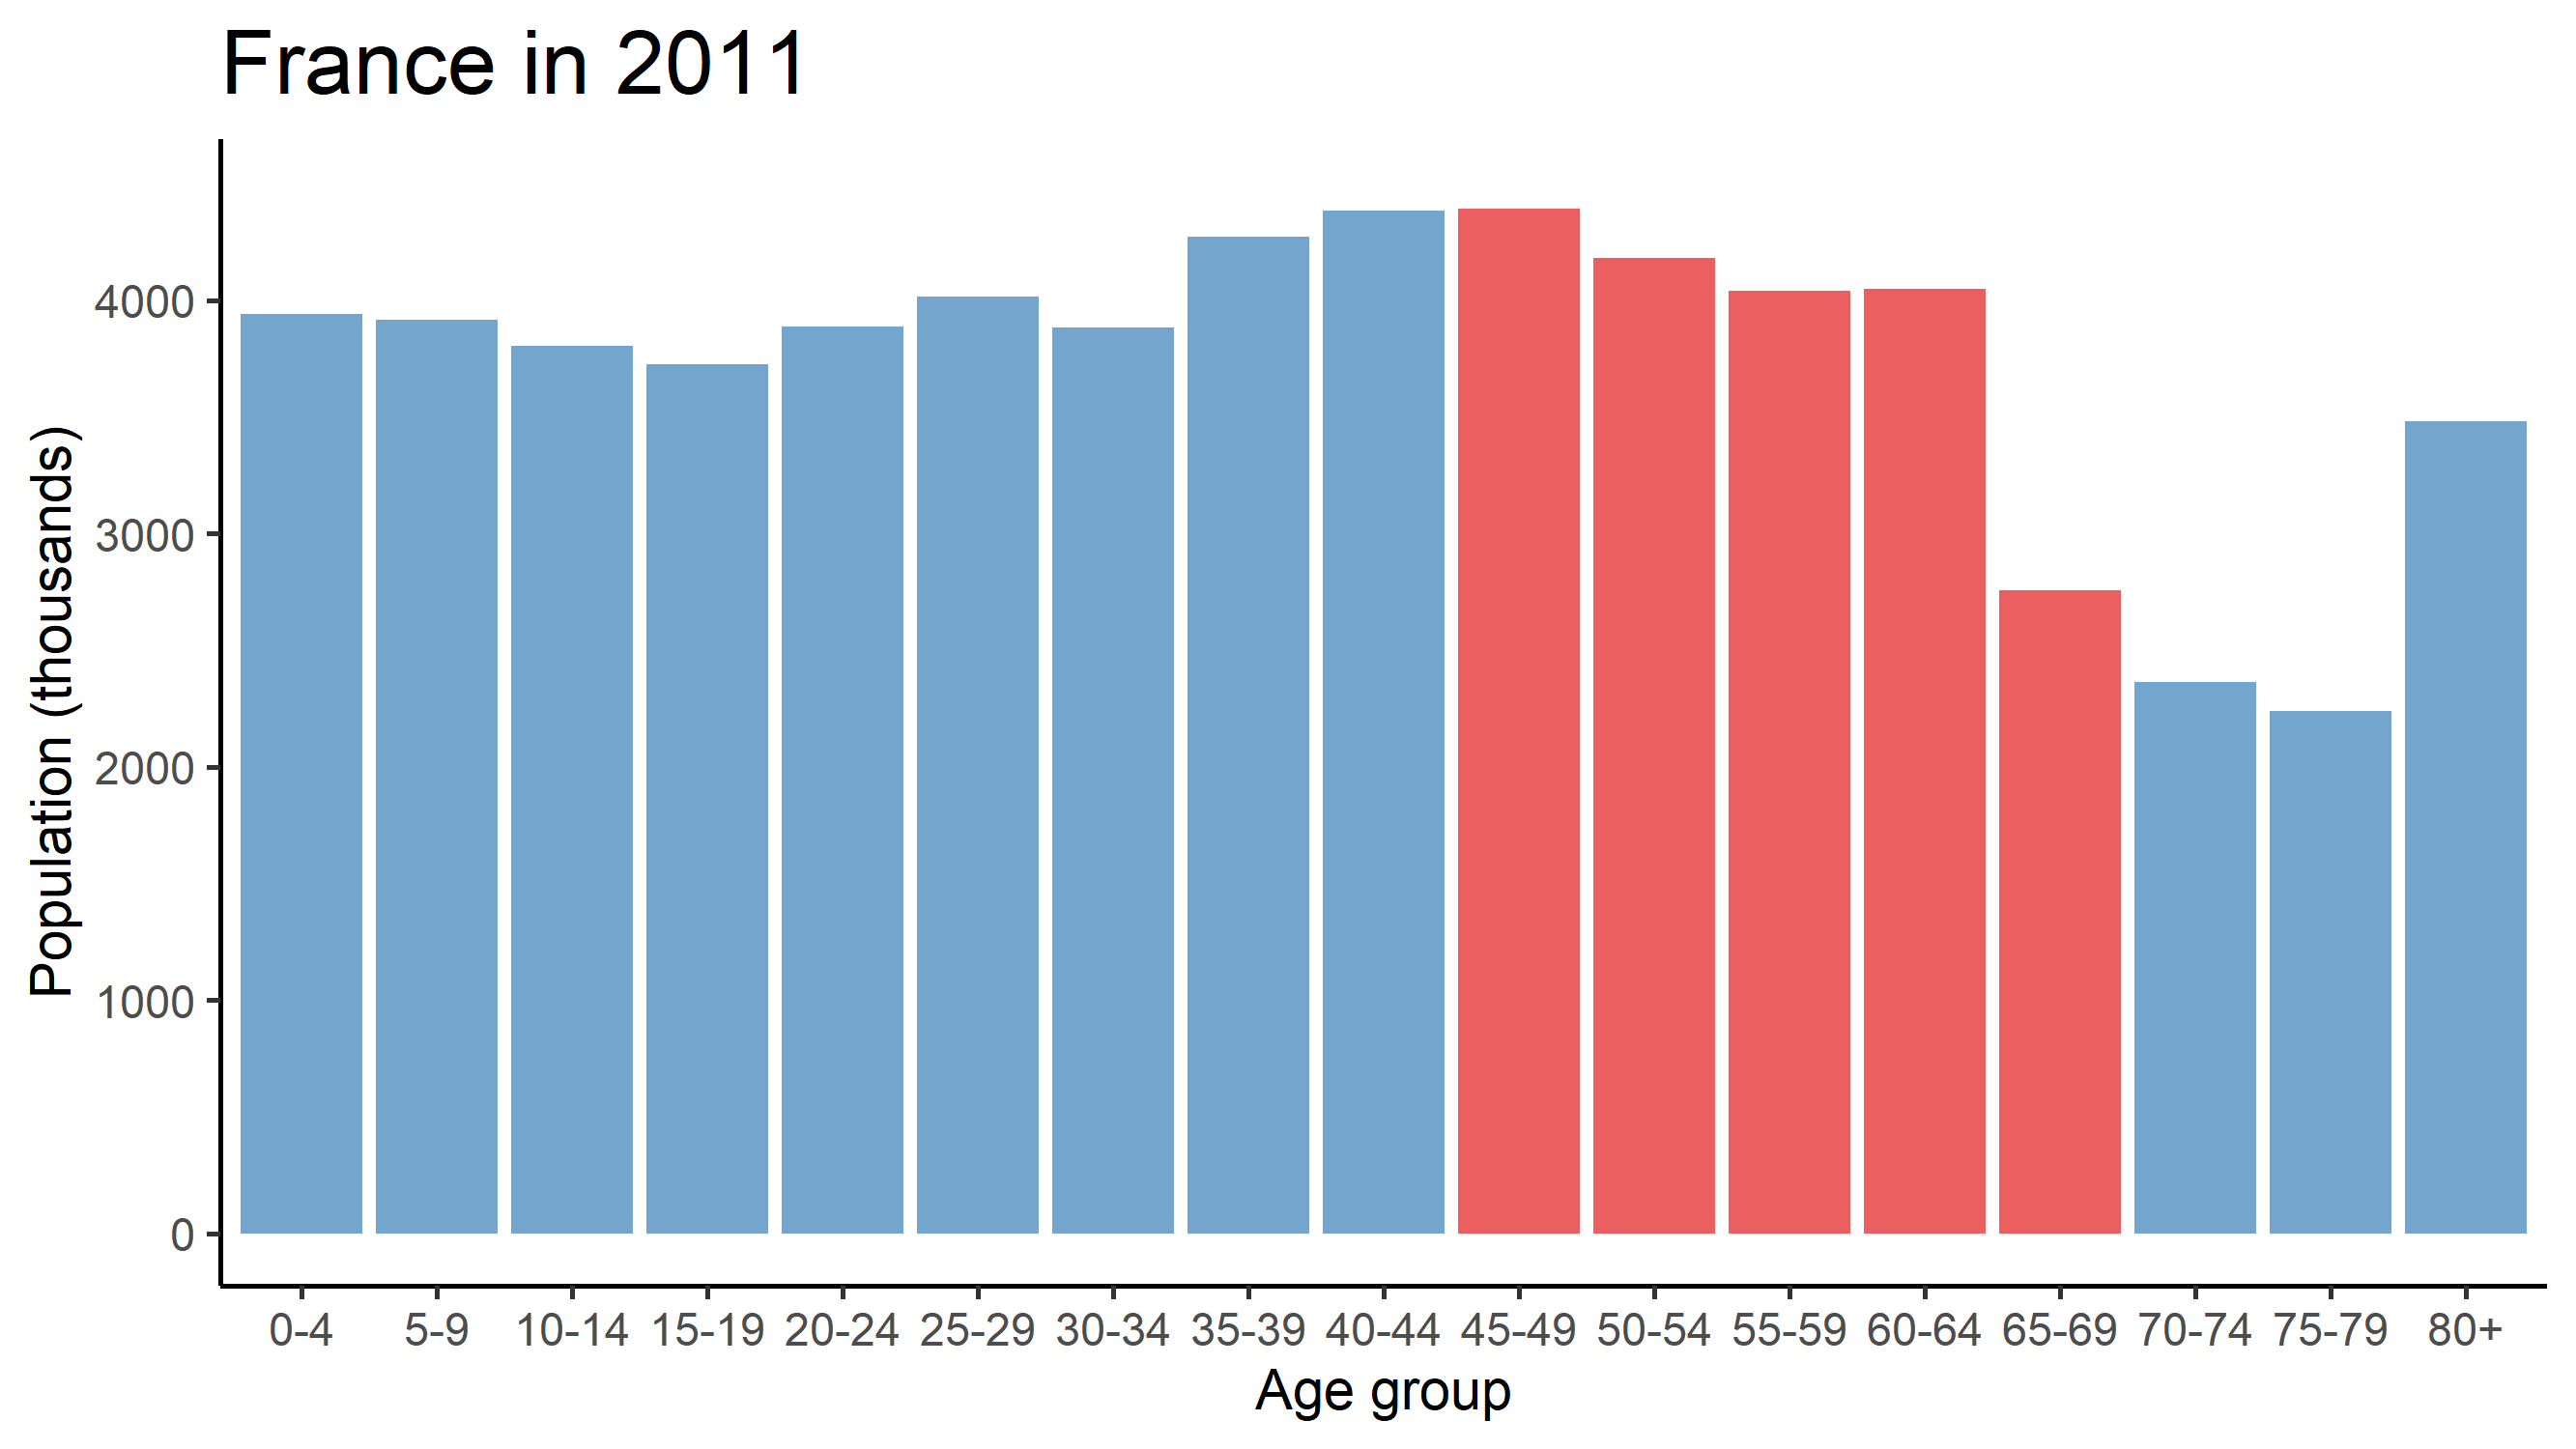 France in 2011
Population (thousands)
4000
3000
2000
1000
0
0-4 5-9 10-14 15-19 20-24 25-29 30-34 35-39 40-44 45-49 50-54 55-59 60-64 65-69 70-74 75-79 80+
Age group